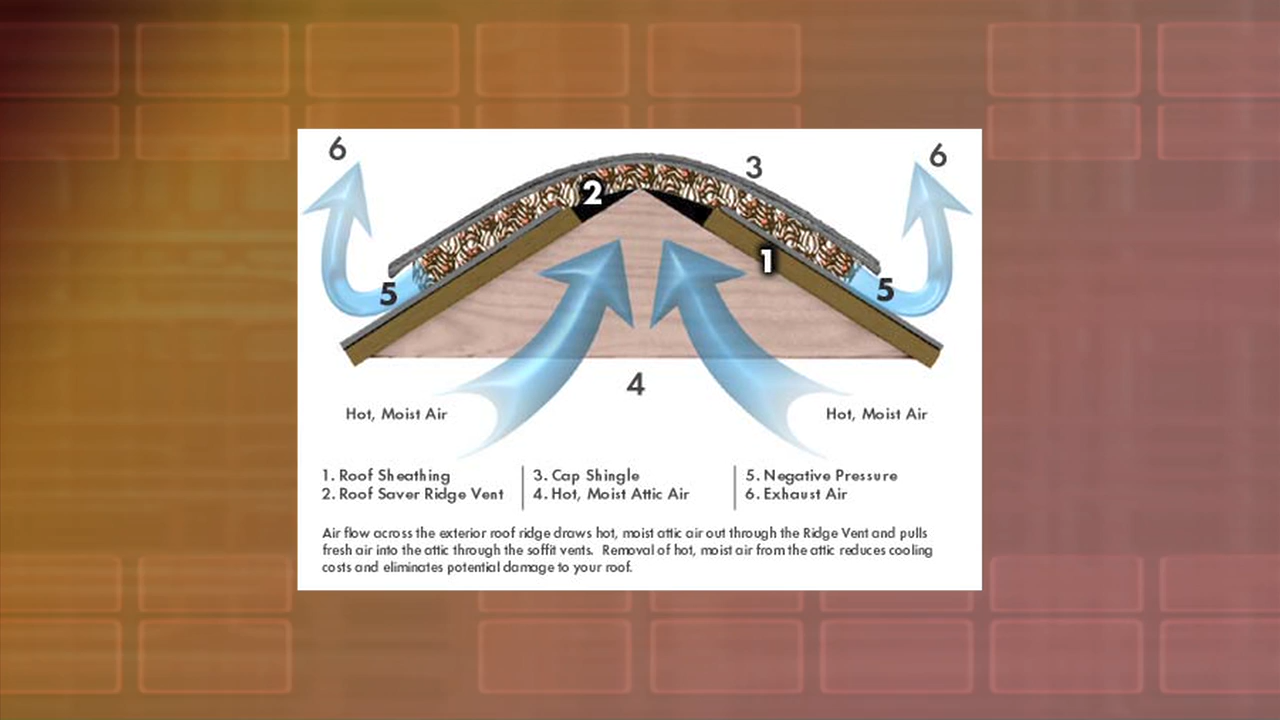 6
6
3
2
1
5
5
4
Hot, Moist Air
Hot, Moist Air
1. Roof Sheathing
2. Roof Saver Ridge Vent
3. Cap Shingle
4. Hot, Moist Attic Air
5. Negative Pressure
6. Exhaust Air
Air flow across the exterior roof ridge draws hot, moist attic air out through the Ridge Vent and pulls
fresh air into the attic through the soffit vents. Removal of hot, moist air from the attic reduces cooling
costs and eliminates potential damage to your roof.